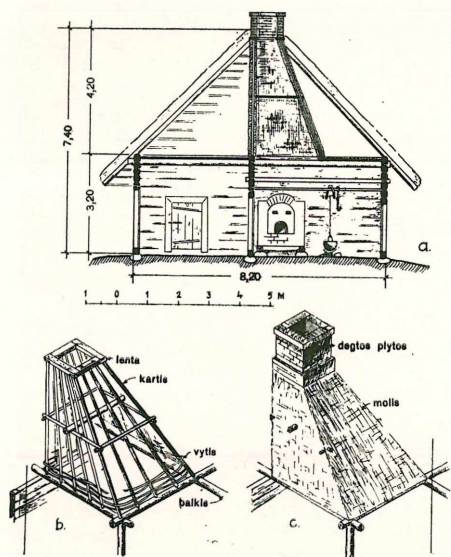 4,20
7,40
3,20
a.
8,20
1 0 1 2 3 4 5 M
lenta
kartis
vytis
balkis
b.
degtos plytos
molis
c.